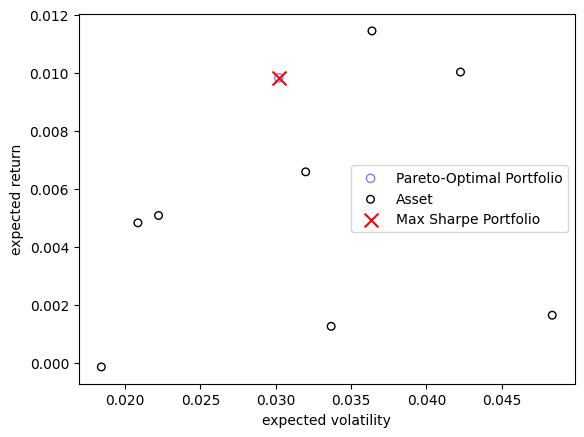 0.012
0.010
0.008
0.006
0.004
0.002
0.000
expected return
Pareto-Optimal Portfolio
Asset
Max Sharpe Portfolio
0.020 0.025 0.030 0.035 0.040 0.045
expected volatility